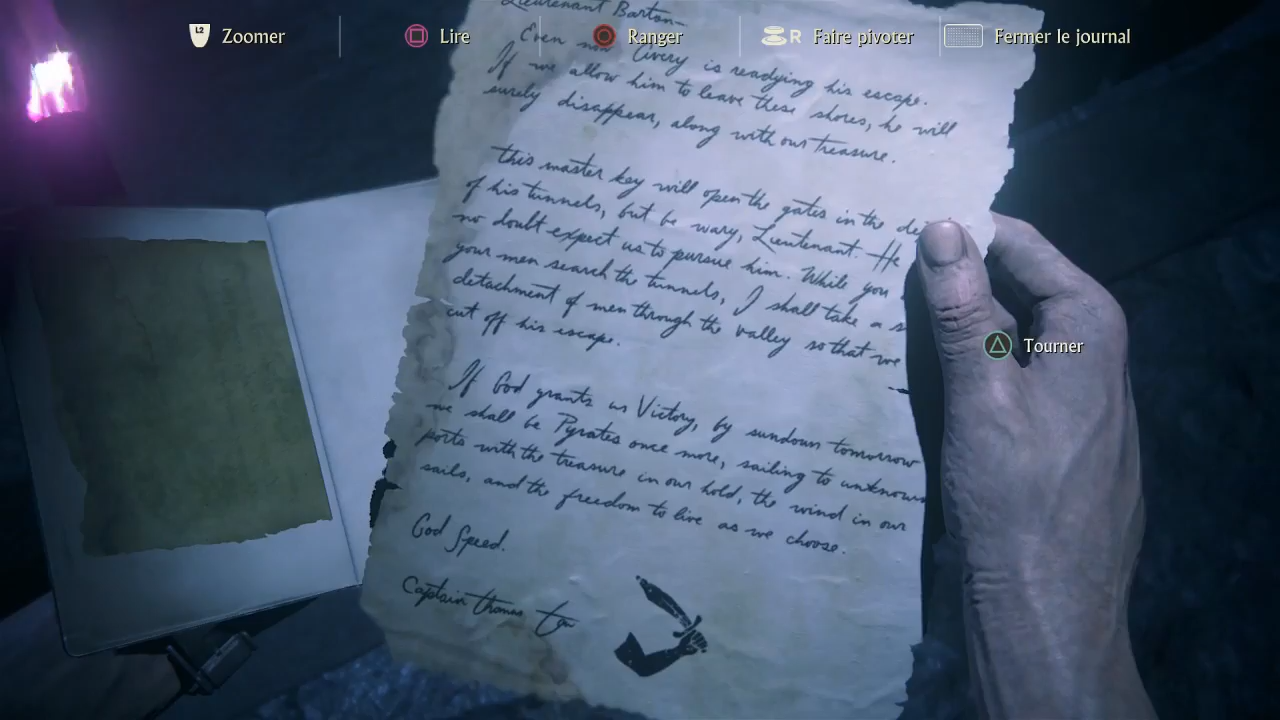 L2 Zoomer
Lire
Ranger
R Faire pivoter
Fermer le journal
Lieutenant Barton—
Even now Avery is readying his escape.
If we allow him to leave these shores, he will
surely disappear, along with our treasure.
this master key will open the gates in the de
of his tunnels, but be wary, Lieutenant. He
no doubt expect us to pursue him. While you
your men search the tunnels, I shall take a s
detachment of men through the valley so that we
cut off his escape.
If God grants us Victory, by sundown tomorrow
we shall be Pyrates once more, sailing to unknown
ports with the treasure in our hold, the wind in our
sails, and the freedom to live as we choose.
God Speed.
Captain Thomas Tew
Tourner